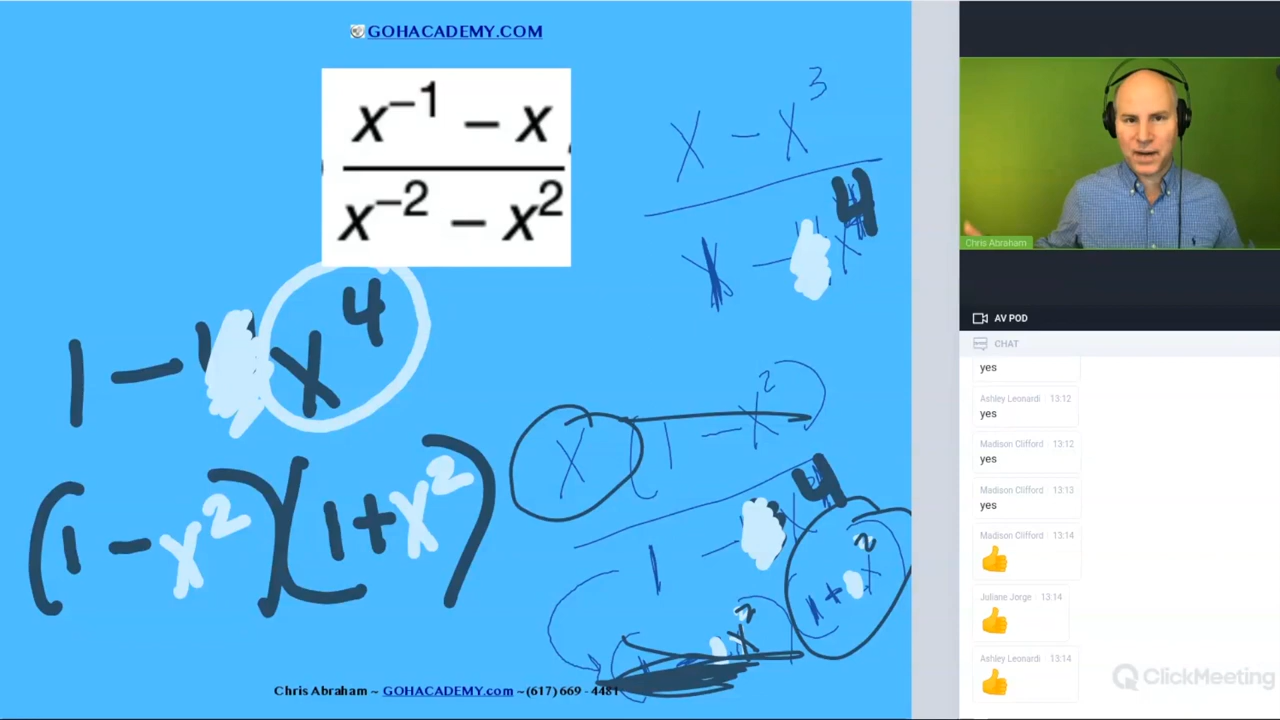 GOHACADEMY.COM
x⁻¹ − x
x⁻² − x²
x − x³
x − x⁴
1 − x⁴
(1 − x²)(1 + x²)
x(1 − x²)
1 − x⁴
x²
(1 + x²)
Chris Abraham ~ GOHACADEMY.com ~ (617) 669 - 4481
Chris Abraham
AV POD
CHAT
yes
Ashley Leonardi 13:12
yes
Madison Clifford 13:12
yes
Madison Clifford 13:13
yes
Madison Clifford 13:14
👍
Juliane Jorge 13:14
👍
Ashley Leonardi 13:14
👍
ClickMeeting